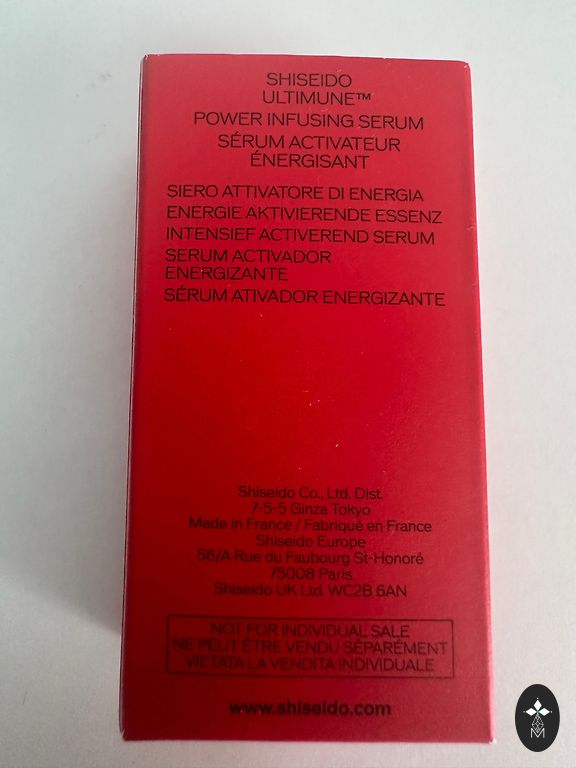 SHISEIDO
ULTIMUNE™
POWER INFUSING SERUM
SÉRUM ACTIVATEUR
ÉNERGISANT
SIERO ATTIVATORE DI ENERGIA
ENERGIE AKTIVIERENDE ESSENZ
INTENSIEF ACTIVEREND SERUM
SERUM ACTIVADOR
ENERGIZANTE
SÉRUM ATIVADOR ENERGIZANTE
Shiseido Co., Ltd. Dist.
7-5-5 Ginza Tokyo
Made in France / Fabriqué en France
Shiseido Europe
56/A Rue du Faubourg St-Honoré
75008 Paris
Shiseido UK Ltd. WC2B 6AN
NOT FOR INDIVIDUAL SALE
NE PEUT ÊTRE VENDU SÉPARÉMENT
VIETATA LA VENDITA INDIVIDUALE
www.shiseido.com